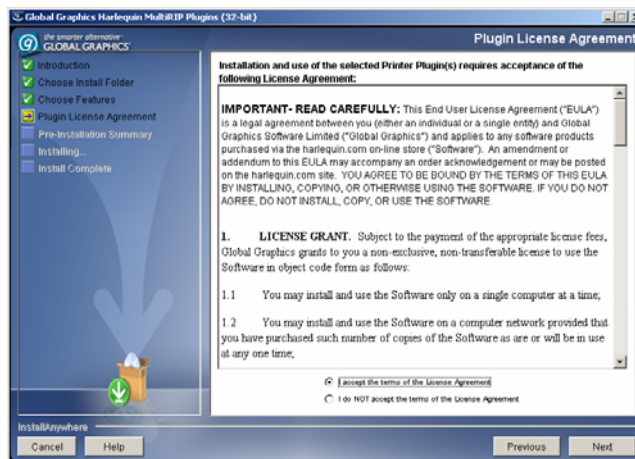 Global Graphics Harlequin MultiRIP Plugins (32-bit)
the smarter alternative
GLOBAL GRAPHICS
Plugin License Agreement
Introduction
Choose Install Folder
Choose Features
Plugin License Agreement
Pre-Installation Summary
Installing...
Install Complete
Installation and use of the selected Printer Plugin(s) requires acceptance of the
following License Agreement:
IMPORTANT- READ CAREFULLY: This End User License Agreement ("EULA")
is a legal agreement between you (either an individual or a single entity) and Global
Graphics Software Limited ("Global Graphics") and applies to any software products
purchased via the harlequin.com on-line store ("Software"). An amendment or
addendum to this EULA may accompany an order acknowledgement or may be posted
on the harlequin.com site. YOU AGREE TO BE BOUND BY THE TERMS OF THIS EULA
BY INSTALLING, COPYING, OR OTHERWISE USING THE SOFTWARE. IF YOU DO NOT
AGREE, DO NOT INSTALL, COPY, OR USE THE SOFTWARE.
1. LICENSE GRANT. Subject to the payment of the appropriate license fees,
Global Graphics grants to you a non-exclusive, non-transferable license to use the
Software in object code form as follows:
1.1 You may install and use the Software only on a single computer at a time;
1.2 You may install and use the Software on a computer network provided that
you have purchased such number of copies of the Software as are or will be in use
at any one time;
I accept the terms of the License Agreement
I do NOT accept the terms of the License Agreement
InstallAnywhere
Cancel
Help
Previous
Next